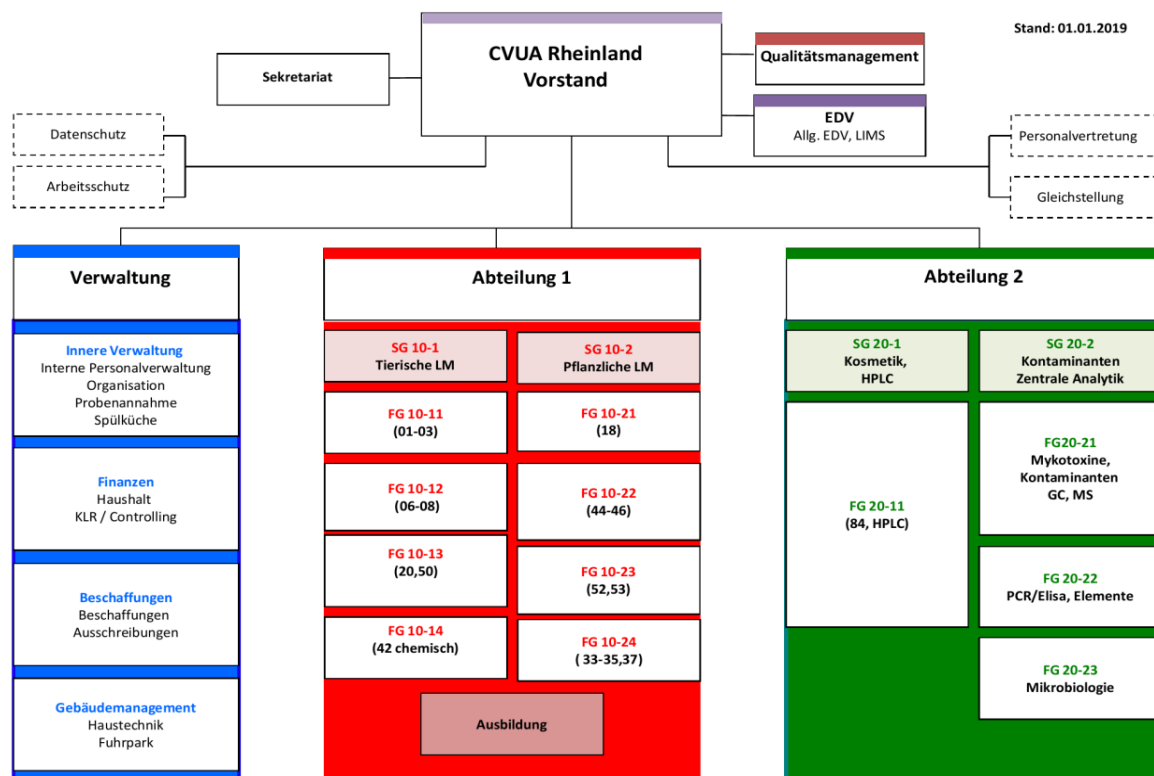 Stand: 01.01.2019
CVUA Rheinland
Vorstand
Sekretariat
Qualitätsmanagement
EDV
Allg. EDV, LIMS
Datenschutz
Arbeitsschutz
Personalvertretung
Gleichstellung
Verwaltung
Innere Verwaltung
Interne Personalverwaltung
Organisation
Probenannahme
Spülküche
Finanzen
Haushalt
KLR / Controlling
Beschaffungen
Beschaffungen
Ausschreibungen
Gebäudemanagement
Haustechnik
Fuhrpark
Abteilung 1
SG 10-1
Tierische LM
FG 10-11
(01-03)
FG 10-12
(06-08)
FG 10-13
(20,50)
FG 10-14
(42 chemisch)
SG 10-2
Pflanzliche LM
FG 10-21
(18)
FG 10-22
(44-46)
FG 10-23
(52,53)
FG 10-24
( 33-35,37)
Ausbildung
Abteilung 2
SG 20-1
Kosmetik,
HPLC
FG 20-11
(84, HPLC)
SG 20-2
Kontaminanten
Zentrale Analytik
FG20-21
Mykotoxine,
Kontaminanten
GC, MS
FG 20-22
PCR/Elisa, Elemente
FG 20-23
Mikrobiologie